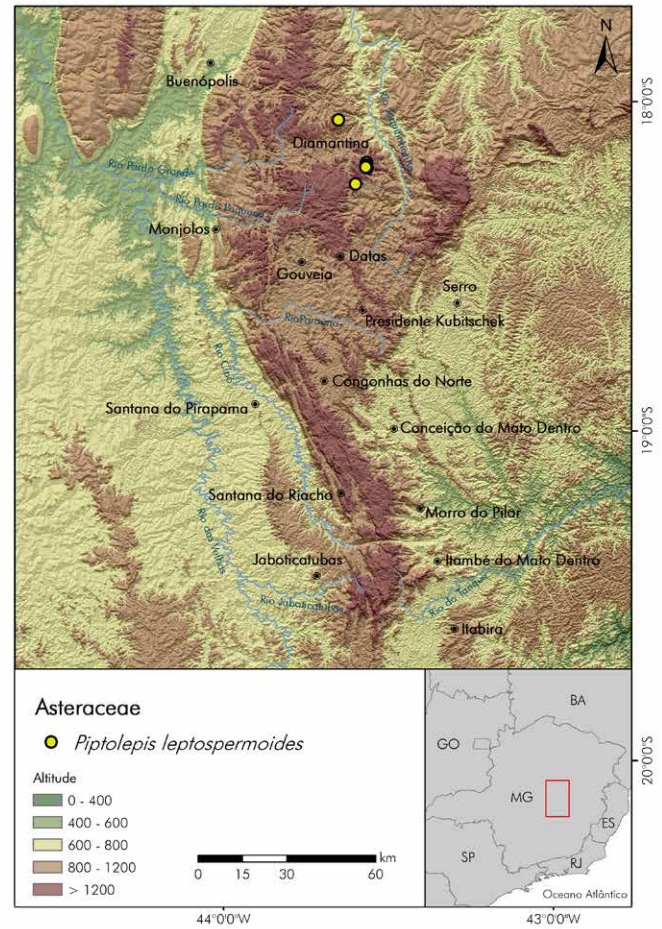 N
18°0'0"S
Buenópolis
Diamantina
Rio Pardo Grande
Rio Pardo Pequeno
Monjolos
Datas
Gouveia
Serro
Rio Paraúna
Presidente Kubitschek
Rio Cipó
Congonhas do Norte
Santana do Pirapama
Conceição do Mato Dentro
19°0'0"S
Santana do Riacho
Morro do Pilar
Rio das Velhas
Jaboticatubas
Itambé do Mato Dentro
Rio Jaboticatubas
Rio do Tanque
Itabira
Asteraceae
Piptolepis leptospermoides
Altitude
0 - 400
400 - 600
600 - 800
800 - 1200
> 1200
km
0 15 30 60
BA
GO
MG
ES
SP
RJ
Oceano Atlântico
20°0'0"S
44°0'0"W
43°0'0"W